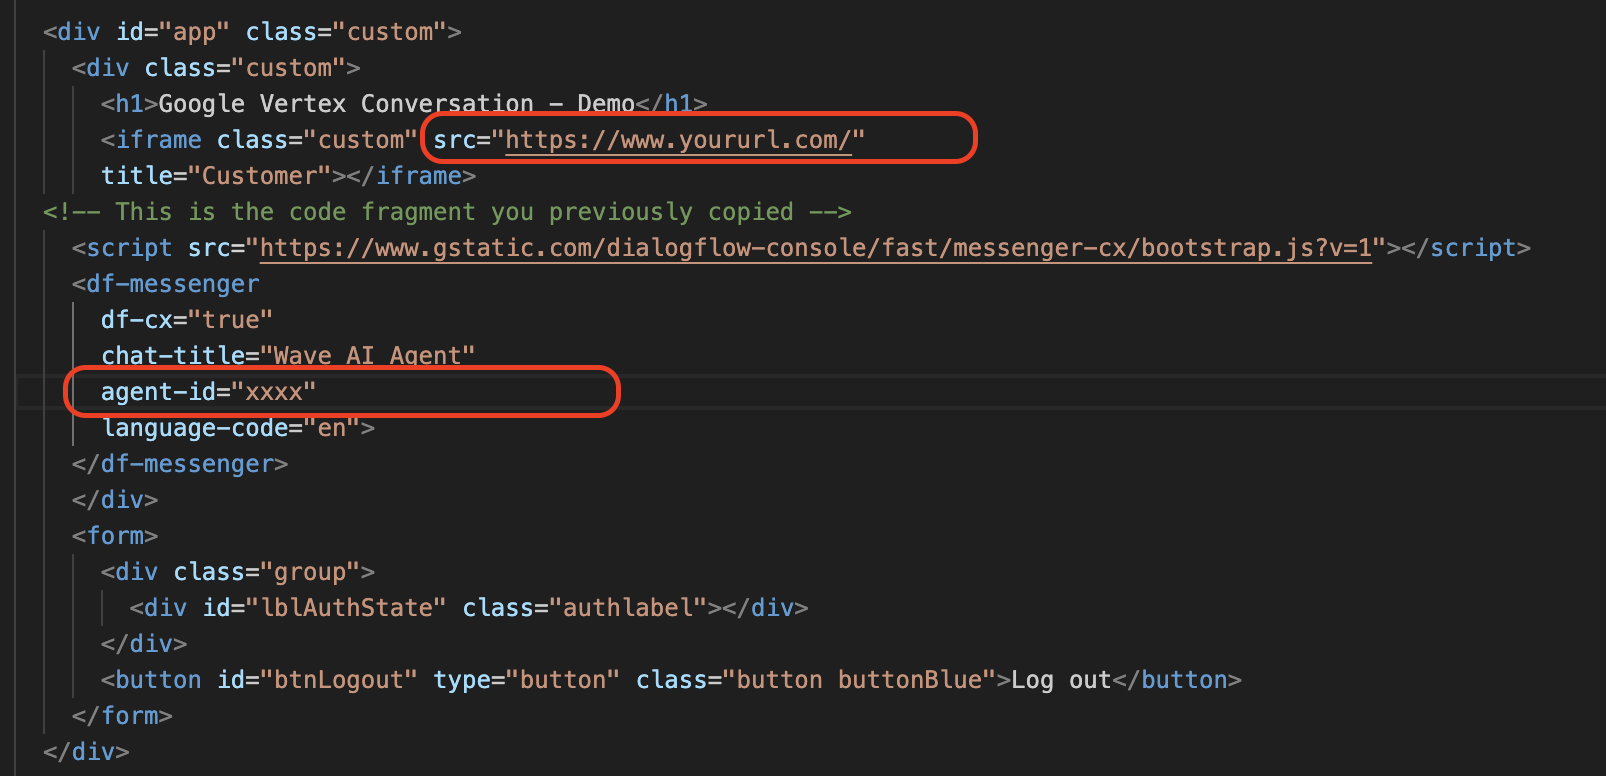 <div id="app" class="custom">
<div class="custom">
<h1>Google Vertex Conversation - Demo</h1>
<iframe class="custom" src="https://www.yoururl.com/"
title="Customer"></iframe>
<!-- This is the code fragment you previously copied -->
<script src="https://www.gstatic.com/dialogflow-console/fast/messenger-cx/bootstrap.js?v=1"></script>
<df-messenger
df-cx="true"
chat-title="Wave AI Agent"
agent-id="xxxx"
language-code="en">
</df-messenger>
</div>
<form>
<div class="group">
<div id="lblAuthState" class="authlabel"></div>
</div>
<button id="btnLogout" type="button" class="button buttonBlue">Log out</button>
</form>
</div>